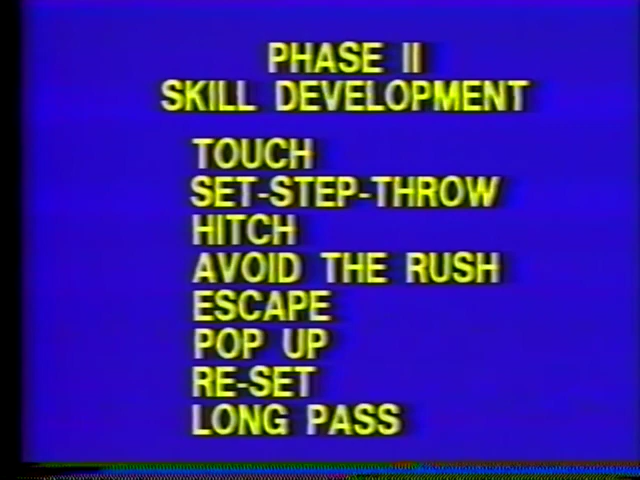 PHASE II
SKILL DEVELOPMENT
TOUCH
SET-STEP-THROW
HITCH
AVOID THE RUSH
ESCAPE
POP UP
RE-SET
LONG PASS